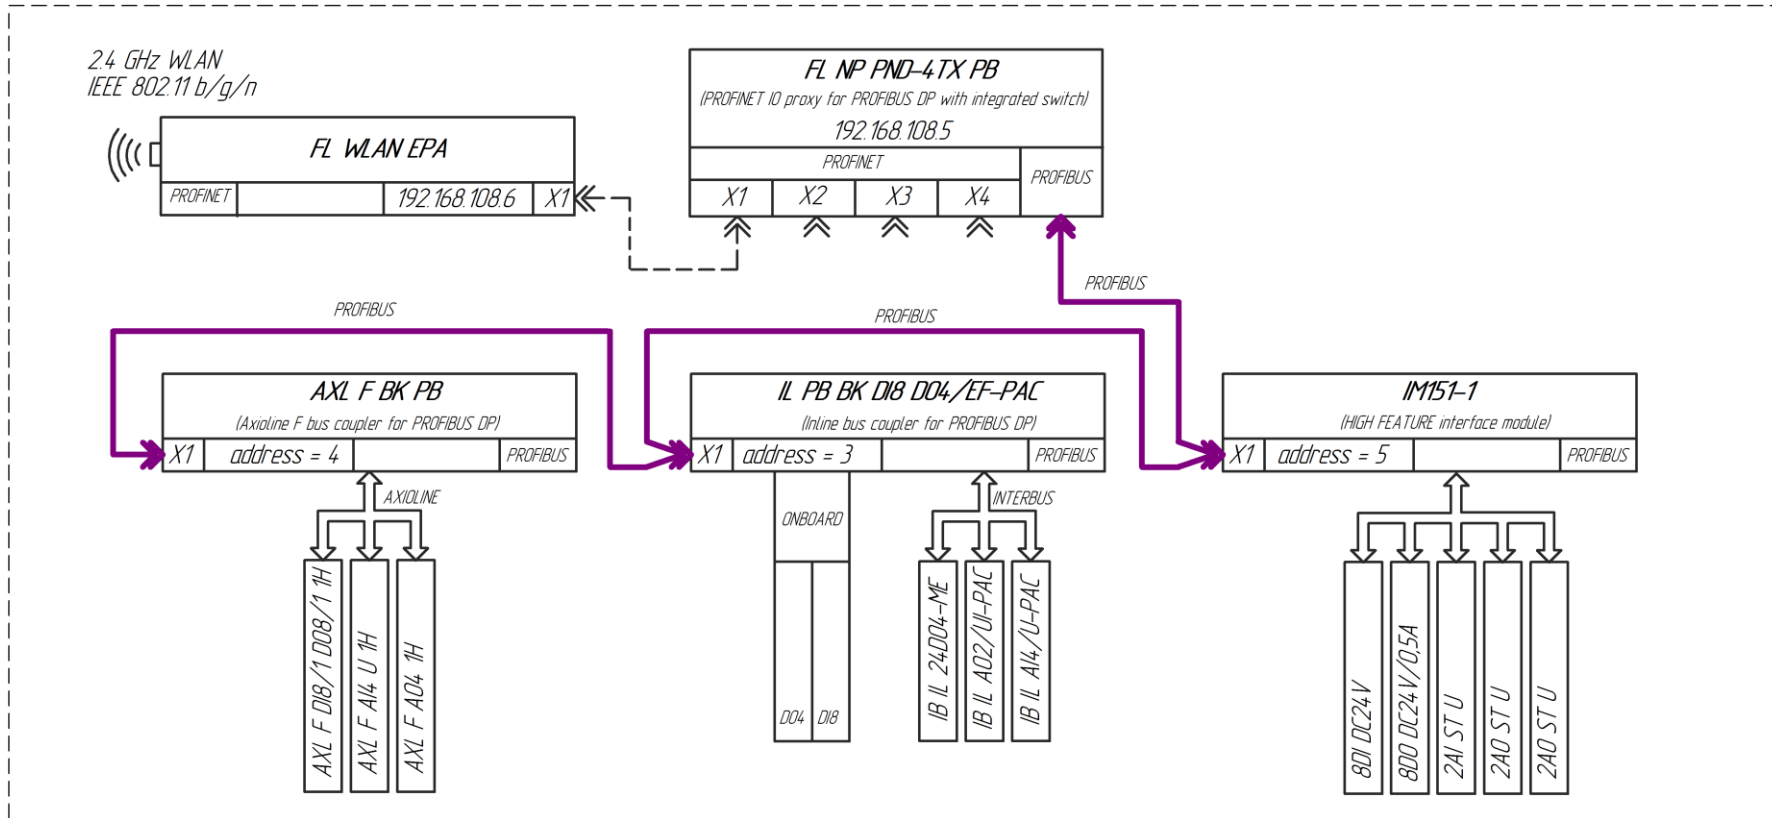 2.4 GHz WLAN
IEEE 802.11 b/g/n
FL WLAN EPA
PROFINET
192.168.108.6
X1
FL NP PND-4TX PB
(PROFINET IO proxy for PROFIBUS DP with integrated switch)
192.168.108.5
PROFINET
PROFIBUS
X1
X2
X3
X4
PROFIBUS
PROFIBUS
PROFIBUS
AXL F BK PB
(Axioline F bus coupler for PROFIBUS DP)
X1
address = 4
PROFIBUS
AXIOLINE
AXL F DI8/1 DO8/1 1H
AXL F AI4 U 1H
AXL F AO4 1H
IL PB BK DI8 DO4/EF-PAC
(Inline bus coupler for PROFIBUS DP)
X1
address = 3
PROFIBUS
ONBOARD
DO4
DI8
INTERBUS
IB IL 24DO4-ME
IB IL AO2/UI-PAC
IB IL AI4/U-PAC
IM151-1
(HIGH FEATURE interface module)
X1
address = 5
PROFIBUS
8DI DC24V
8DO DC24V/0,5A
2AI ST U
2AO ST U
2AO ST U